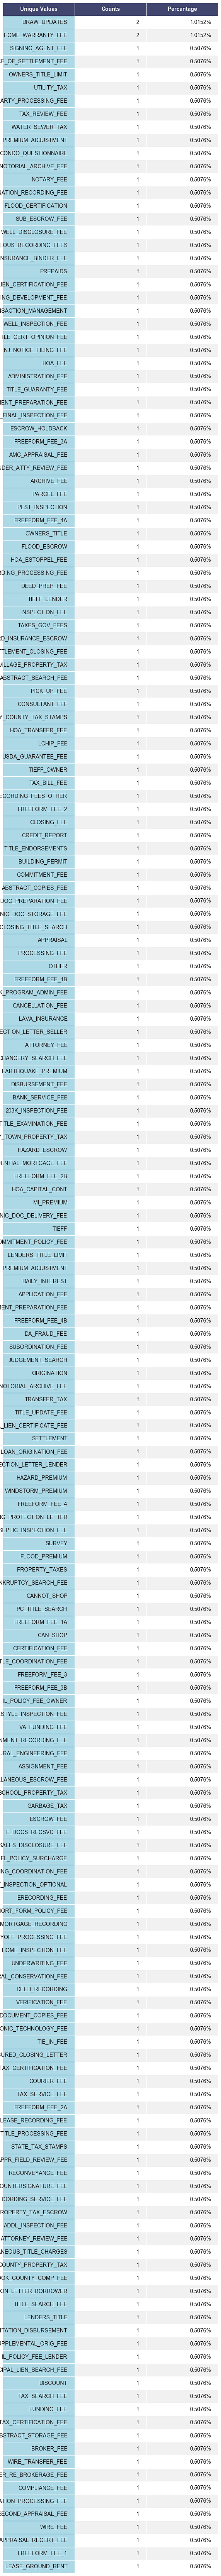 Unique Values Counts Percentage
DRAW_UPDATES 2 1.0152%
HOME_WARRANTY_FEE 2 1.0152%
SIGNING_AGENT_FEE 1 0.5076%
CE_OF_SETTLEMENT_FEE 1 0.5076%
OWNERS_TITLE_LIMIT 1 0.5076%
UTILITY_TAX 1 0.5076%
ARTY_PROCESSING_FEE 1 0.5076%
TAX_REVIEW_FEE 1 0.5076%
WATER_SEWER_TAX 1 0.5076%
_PREMIUM_ADJUSTMENT 1 0.5076%
CONDO_QUESTIONNAIRE 1 0.5076%
NOTORIAL_ARCHIVE_FEE 1 0.5076%
NOTARY_FEE 1 0.5076%
NATION_RECORDING_FEE 1 0.5076%
FLOOD_CERTIFICATION 1 0.5076%
SUB_ESCROW_FEE 1 0.5076%
WELL_DISCLOSURE_FEE 1 0.5076%
EOUS_RECORDING_FEES 1 0.5076%
INSURANCE_BINDER_FEE 1 0.5076%
PREPAIDS 1 0.5076%
LIEN_CERTIFICATION_FEE 1 0.5076%
ING_DEVELOPMENT_FEE 1 0.5076%
NSACTION_MANAGEMENT 1 0.5076%
WELL_INSPECTION_FEE 1 0.5076%
TLE_CERT_OPINION_FEE 1 0.5076%
NJ_NOTICE_FILING_FEE 1 0.5076%
HOA_FEE 1 0.5076%
ADMINISTRATION_FEE 1 0.5076%
TITLE_GUARANTY_FEE 1 0.5076%
MENT_PREPARATION_FEE 1 0.5076%
_FINAL_INSPECTION_FEE 1 0.5076%
ESCROW_HOLDBACK 1 0.5076%
FREEFORM_FEE_3A 1 0.5076%
AMC_APPRAISAL_FEE 1 0.5076%
NDER_ATTY_REVIEW_FEE 1 0.5076%
ARCHIVE_FEE 1 0.5076%
PARCEL_FEE 1 0.5076%
PEST_INSPECTION 1 0.5076%
FREEFORM_FEE_4A 1 0.5076%
OWNERS_TITLE 1 0.5076%
FLOOD_ESCROW 1 0.5076%
HOA_ESTOPPEL_FEE 1 0.5076%
RDING_PROCESSING_FEE 1 0.5076%
DEED_PREP_FEE 1 0.5076%
TIEFF_LENDER 1 0.5076%
INSPECTION_FEE 1 0.5076%
TAXES_GOV_FEES 1 0.5076%
RD_INSURANCE_ESCROW 1 0.5076%
TTLEMENT_CLOSING_FEE 1 0.5076%
VILLAGE_PROPERTY_TAX 1 0.5076%
ABSTRACT_SEARCH_FEE 1 0.5076%
PICK_UP_FEE 1 0.5076%
CONSULTANT_FEE 1 0.5076%
Y_COUNTY_TAX_STAMPS 1 0.5076%
HOA_TRANSFER_FEE 1 0.5076%
LCHIP_FEE 1 0.5076%
USDA_GUARANTEE_FEE 1 0.5076%
TIEFF_OWNER 1 0.5076%
TAX_BILL_FEE 1 0.5076%
ECORDING_FEES_OTHER 1 0.5076%
FREEFORM_FEE_2 1 0.5076%
CLOSING_FEE 1 0.5076%
CREDIT_REPORT 1 0.5076%
TITLE_ENDORSEMENTS 1 0.5076%
BUILDING_PERMIT 1 0.5076%
COMMITMENT_FEE 1 0.5076%
ABSTRACT_COPIES_FEE 1 0.5076%
DOC_PREPARATION_FEE 1 0.5076%
NIC_DOC_STORAGE_FEE 1 0.5076%
CLOSING_TITLE_SEARCH 1 0.5076%
APPRAISAL 1 0.5076%
PROCESSING_FEE 1 0.5076%
OTHER 1 0.5076%
FREEFORM_FEE_1B 1 0.5076%
K_PROGRAM_ADMIN_FEE 1 0.5076%
CANCELLATION_FEE 1 0.5076%
LAVA_INSURANCE 1 0.5076%
ECTION_LETTER_SELLER 1 0.5076%
ATTORNEY_FEE 1 0.5076%
CHANCERY_SEARCH_FEE 1 0.5076%
EARTHQUAKE_PREMIUM 1 0.5076%
DISBURSEMENT_FEE 1 0.5076%
BANK_SERVICE_FEE 1 0.5076%
203K_INSPECTION_FEE 1 0.5076%
TITLE_EXAMINATION_FEE 1 0.5076%
Y_TOWN_PROPERTY_TAX 1 0.5076%
HAZARD_ESCROW 1 0.5076%
ENTIAL_MORTGAGE_FEE 1 0.5076%
FREEFORM_FEE_2B 1 0.5076%
HOA_CAPITAL_CONT 1 0.5076%
MI_PREMIUM 1 0.5076%
NIC_DOC_DELIVERY_FEE 1 0.5076%
TIEFF 1 0.5076%
OMMITMENT_POLICY_FEE 1 0.5076%
LENDERS_TITLE_LIMIT 1 0.5076%
_PREMIUM_ADJUSTMENT 1 0.5076%
DAILY_INTEREST 1 0.5076%
APPLICATION_FEE 1 0.5076%
MENT_PREPARATION_FEE 1 0.5076%
FREEFORM_FEE_4B 1 0.5076%
DA_FRAUD_FEE 1 0.5076%
SUBORDINATION_FEE 1 0.5076%
JUDGEMENT_SEARCH 1 0.5076%
ORIGINATION 1 0.5076%
NOTORIAL_ARCHIVE_FEE 1 0.5076%
TRANSFER_TAX 1 0.5076%
TITLE_UPDATE_FEE 1 0.5076%
_LIEN_CERTIFICATE_FEE 1 0.5076%
SETTLEMENT 1 0.5076%
LOAN_ORIGINATION_FEE 1 0.5076%
ECTION_LETTER_LENDER 1 0.5076%
HAZARD_PREMIUM 1 0.5076%
WINDSTORM_PREMIUM 1 0.5076%
FREEFORM_FEE_4 1 0.5076%
NG_PROTECTION_LETTER 1 0.5076%
SEPTIC_INSPECTION_FEE 1 0.5076%
SURVEY 1 0.5076%
FLOOD_PREMIUM 1 0.5076%
PROPERTY_TAXES 1 0.5076%
NKRUPTCY_SEARCH_FEE 1 0.5076%
CANNOT_SHOP 1 0.5076%
PC_TITLE_SEARCH 1 0.5076%
FREEFORM_FEE_1A 1 0.5076%
CAN_SHOP 1 0.5076%
CERTIFICATION_FEE 1 0.5076%
TLE_COORDINATION_FEE 1 0.5076%
FREEFORM_FEE_3 1 0.5076%
FREEFORM_FEE_3B 1 0.5076%
IL_POLICY_FEE_OWNER 1 0.5076%
STYLE_INSPECTION_FEE 1 0.5076%
VA_FUNDING_FEE 1 0.5076%
NMENT_RECORDING_FEE 1 0.5076%
URAL_ENGINEERING_FEE 1 0.5076%
ASSIGNMENT_FEE 1 0.5076%
LLANEOUS_ESCROW_FEE 1 0.5076%
SCHOOL_PROPERTY_TAX 1 0.5076%
GARBAGE_TAX 1 0.5076%
ESCROW_FEE 1 0.5076%
E_DOCS_RECSVC_FEE 1 0.5076%
SALES_DISCLOSURE_FEE 1 0.5076%
FL_POLICY_SURCHARGE 1 0.5076%
ING_COORDINATION_FEE 1 0.5076%
_INSPECTION_OPTIONAL 1 0.5076%
ERECORDING_FEE 1 0.5076%
ORT_FORM_POLICY_FEE 1 0.5076%
MORTGAGE_RECORDING 1 0.5076%
YOFF_PROCESSING_FEE 1 0.5076%
HOME_INSPECTION_FEE 1 0.5076%
UNDERWRITING_FEE 1 0.5076%
RAL_CONSERVATION_FEE 1 0.5076%
DEED_RECORDING 1 0.5076%
VERIFICATION_FEE 1 0.5076%
DOCUMENT_COPIES_FEE 1 0.5076%
ONIC_TECHNOLOGY_FEE 1 0.5076%
TIE_IN_FEE 1 0.5076%
SURED_CLOSING_LETTER 1 0.5076%
TAX_CERTIFICATION_FEE 1 0.5076%
COURIER_FEE 1 0.5076%
TAX_SERVICE_FEE 1 0.5076%
FREEFORM_FEE_2A 1 0.5076%
LEASE_RECORDING_FEE 1 0.5076%
TITLE_PROCESSING_FEE 1 0.5076%
STATE_TAX_STAMPS 1 0.5076%
APPR_FIELD_REVIEW_FEE 1 0.5076%
RECONVEYANCE_FEE 1 0.5076%
OUNTERSIGNATURE_FEE 1 0.5076%
ECORDING_SERVICE_FEE 1 0.5076%
ROPERTY_TAX_ESCROW 1 0.5076%
ADDL_INSPECTION_FEE 1 0.5076%
ATTORNEY_REVIEW_FEE 1 0.5076%
ANEOUS_TITLE_CHARGES 1 0.5076%
COUNTY_PROPERTY_TAX 1 0.5076%
OOK_COUNTY_COMP_FEE 1 0.5076%
ON_LETTER_BORROWER 1 0.5076%
TITLE_SEARCH_FEE 1 0.5076%
LENDERS_TITLE 1 0.5076%
ITATION_DISBURSEMENT 1 0.5076%
UPPLEMENTAL_ORIG_FEE 1 0.5076%
IL_POLICY_FEE_LENDER 1 0.5076%
CIPAL_LIEN_SEARCH_FEE 1 0.5076%
DISCOUNT 1 0.5076%
TAX_SEARCH_FEE 1 0.5076%
FUNDING_FEE 1 0.5076%
TAX_CERTIFICATION_FEE 1 0.5076%
BSTRACT_STORAGE_FEE 1 0.5076%
BROKER_FEE 1 0.5076%
WIRE_TRANSFER_FEE 1 0.5076%
ER_RE_BROKERAGE_FEE 1 0.5076%
COMPLIANCE_FEE 1 0.5076%
ATION_PROCESSING_FEE 1 0.5076%
SECOND_APPRAISAL_FEE 1 0.5076%
WIRE_FEE 1 0.5076%
APPRAISAL_RECERT_FEE 1 0.5076%
FREEFORM_FEE_1 1 0.5076%
LEASE_GROUND_RENT 1 0.5076%